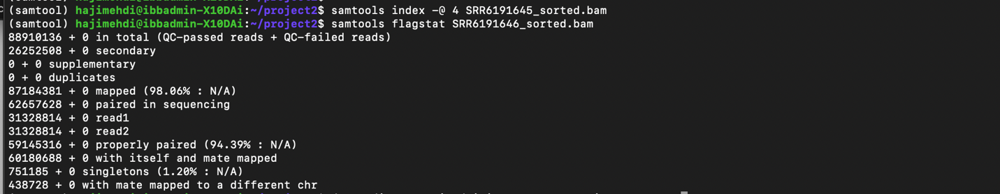 (samtool) hajimehdi@ibbadmin-X10DAi:~/project2$ samtools index -@ 4 SRR6191645_sorted.bam
(samtool) hajimehdi@ibbadmin-X10DAi:~/project2$ samtools flagstat SRR6191646_sorted.bam
88910136 + 0 in total (QC-passed reads + QC-failed reads)
26252508 + 0 secondary
0 + 0 supplementary
0 + 0 duplicates
87184381 + 0 mapped (98.06% : N/A)
62657628 + 0 paired in sequencing
31328814 + 0 read1
31328814 + 0 read2
59145316 + 0 properly paired (94.39% : N/A)
60180688 + 0 with itself and mate mapped
751185 + 0 singletons (1.20% : N/A)
438728 + 0 with mate mapped to a different chr